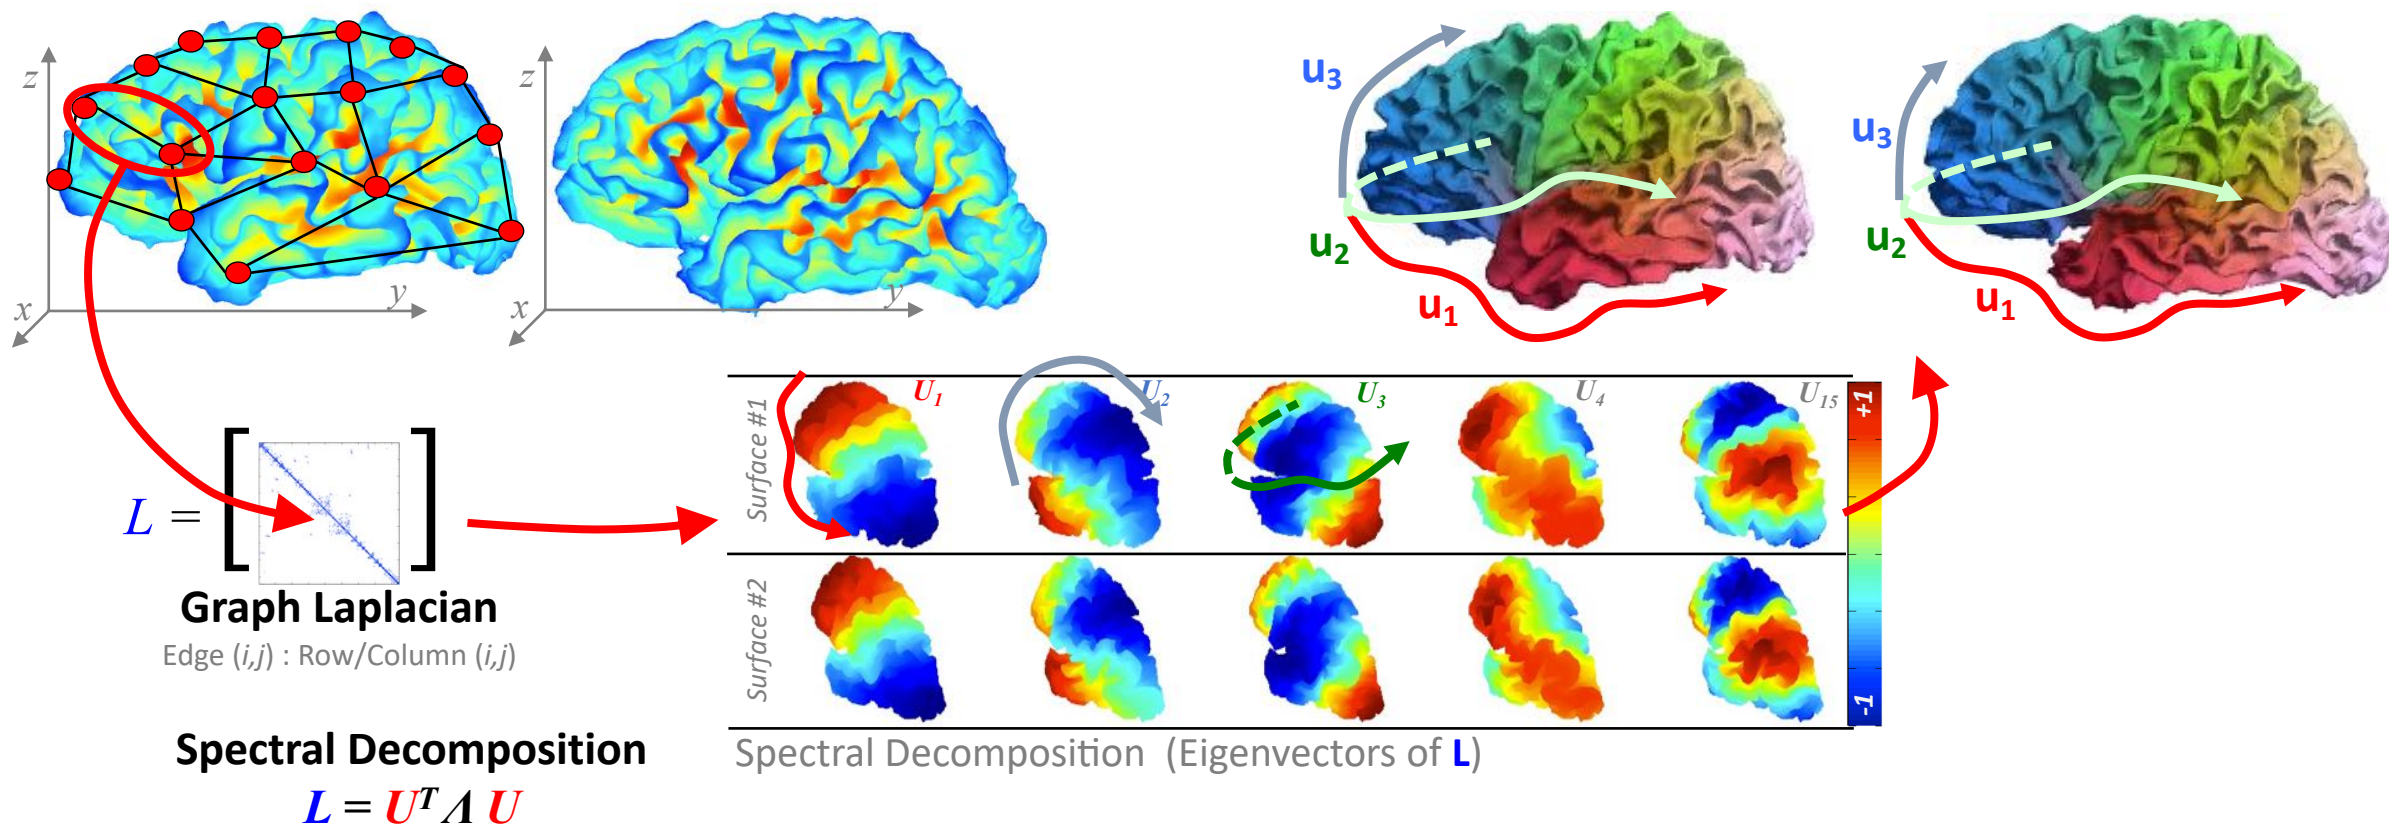 z
x
y
z
x
y
u3
u2
u1
u3
u2
u1
L = [ ]
Graph Laplacian
Edge (i,j) : Row/Column (i,j)
Spectral Decomposition
L = U^T Λ U
Surface #1
U1
U2
U3
U4
U15
Surface #2
+1
-1
Spectral Decomposition (Eigenvectors of L)